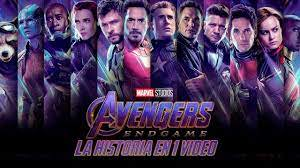 MARVEL STUDIOS
AVENGERS
ENDGAME
LA HISTORIA EN 1 VIDEO